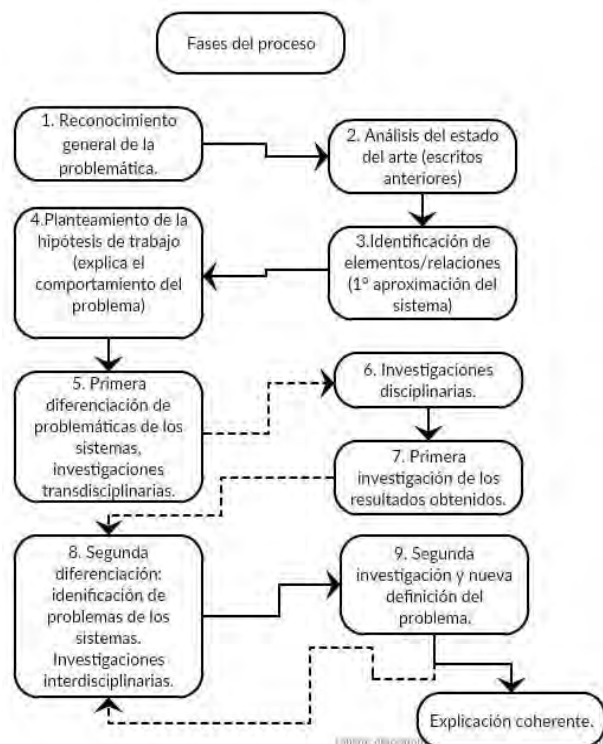 Fases del proceso
1. Reconocimiento
general de la
problemática.
2. Análisis del estado
del arte (escritos
anteriores)
4.Planteamiento de la
hipótesis de trabajo
(explica el
comportamiento del
problema)
3.Identificación de
elementos/relaciones
(1° aproximación del
sistema)
5. Primera
diferenciación de
problemáticas de los
sistemas,
investigaciones
transdisciplinarias.
6. Investigaciones
disciplinarias.
7. Primera
investigación de los
resultados obtenidos.
8. Segunda
diferenciación:
idenificación de
problemas de los
sistemas.
Investigaciones
interdisciplinarias.
9. Segunda
investigación y nueva
definición del
problema.
Explicación coherente.